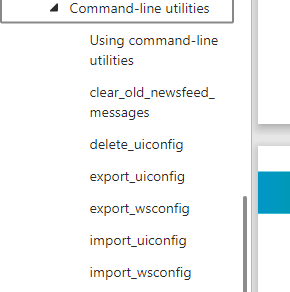 Command-line utilities
Using command-line
utilities
clear_old_newsfeed_
messages
delete_uiconfig
export_uiconfig
export_wsconfig
import_uiconfig
import_wsconfig